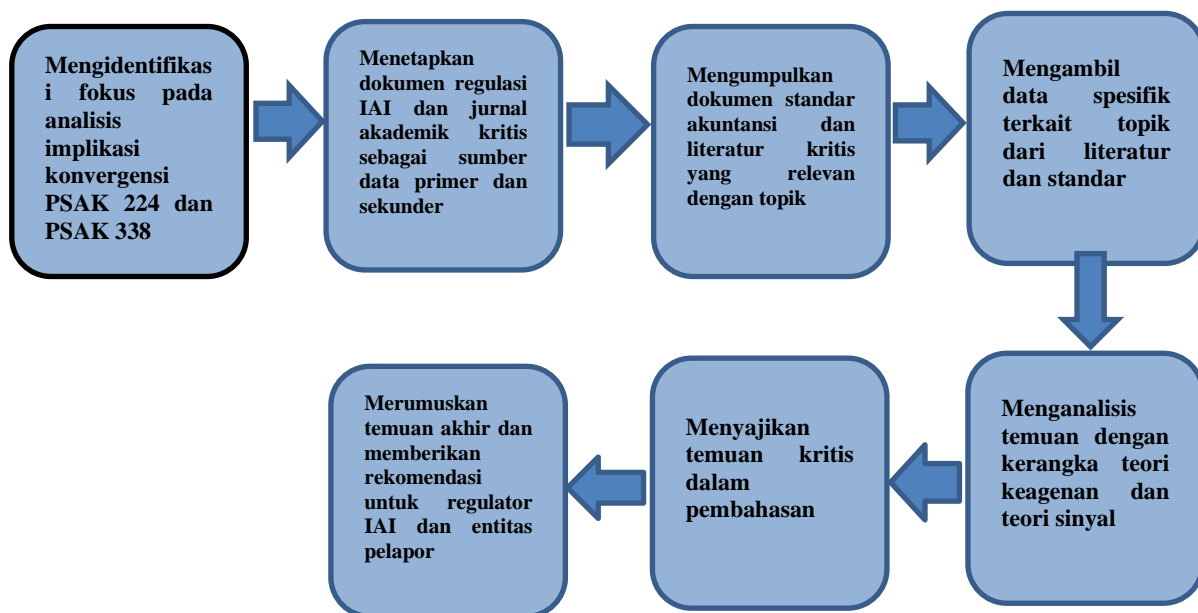 Mengidentifikas
i fokus pada
analisis
implikasi
konvergensi
PSAK 224 dan
PSAK 338
Menetapkan
dokumen regulasi
IAI dan jurnal
akademik kritis
sebagai sumber
data primer dan
sekunder
Mengumpulkan
dokumen standar
akuntansi dan
literatur kritis
yang relevan
dengan topik
Mengambil
data spesifik
terkait topik
dari literatur
dan standar
Menganalisis
temuan dengan
kerangka teori
keagenan dan
teori sinyal
Menyajikan
temuan kritis
dalam
pembahasan
Merumuskan
temuan akhir dan
memberikan
rekomendasi
untuk regulator
IAI dan entitas
pelapor